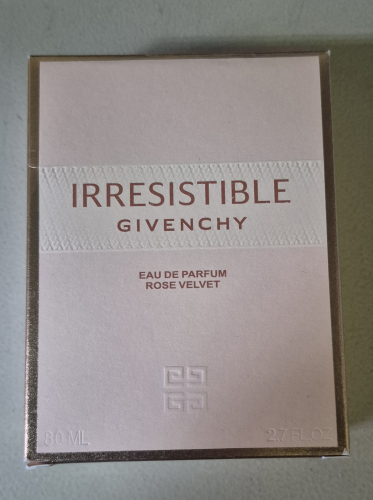 IRRESISTIBLE
GIVENCHY
EAU DE PARFUM
ROSE VELVET
80 ML
2.7 FL.OZ